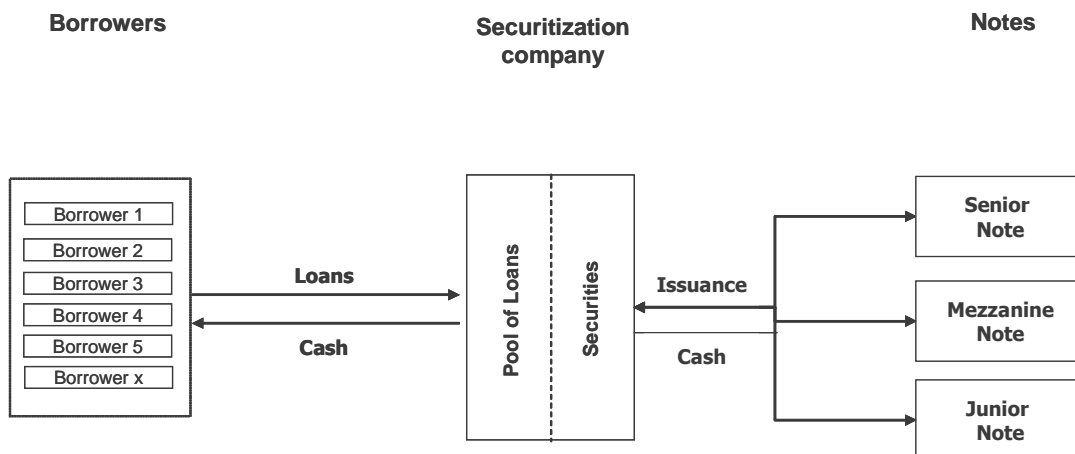 Borrowers
Securitization
company
Notes
Borrower 1
Borrower 2
Borrower 3
Borrower 4
Borrower 5
Borrower x
Loans
Cash
Pool of Loans
Securities
Issuance
Cash
Senior
Note
Mezzanine
Note
Junior
Note